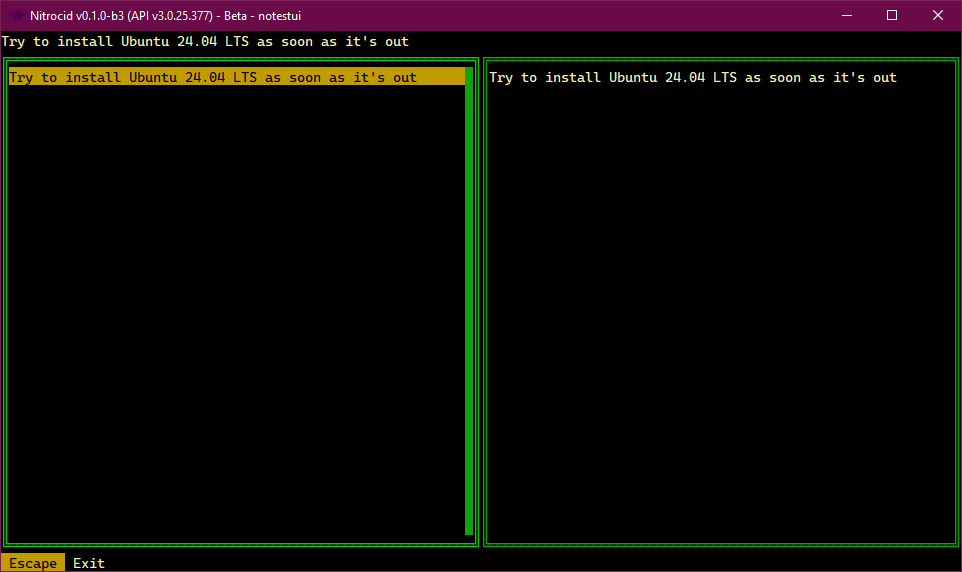 Nitrocid v0.1.0-b3 (API v3.0.25.377) - Beta - notestui
Try to install Ubuntu 24.04 LTS as soon as it's out
Try to install Ubuntu 24.04 LTS as soon as it's out
Try to install Ubuntu 24.04 LTS as soon as it's out
Escape Exit